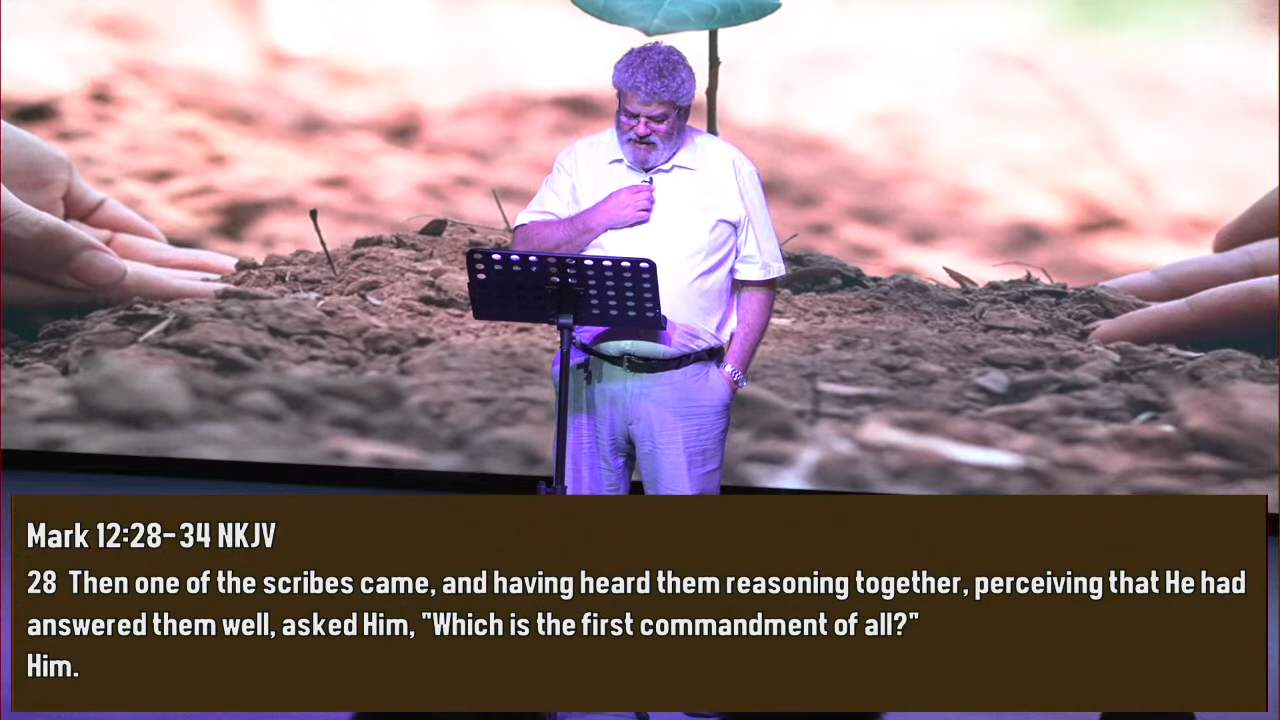 Mark 12:28-34 NKJV
28 Then one of the scribes came, and having heard them reasoning together, perceiving that He had
answered them well, asked Him, "Which is the first commandment of all?"
Him.